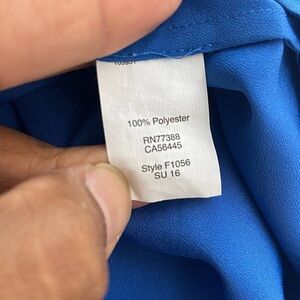 100% Polyester
RN77388
CA56445
Style F1056
SU 16